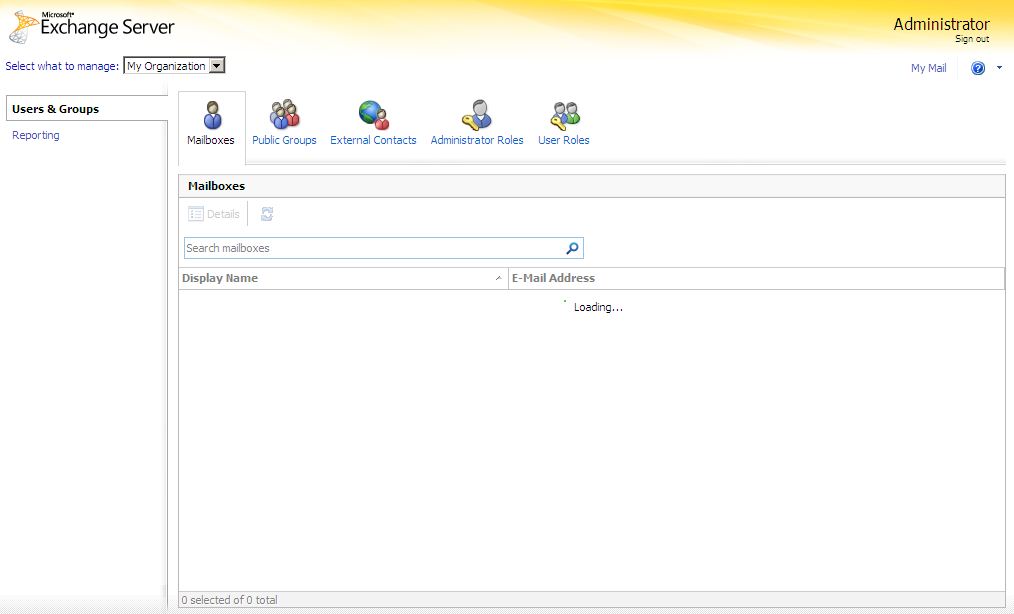 Microsoft®
Exchange Server
Administrator
Sign out
Select what to manage: My Organization
My Mail
Users & Groups
Reporting
Mailboxes
Public Groups
External Contacts
Administrator Roles
User Roles
Mailboxes
Details
Search mailboxes
Display Name
E-Mail Address
Loading...
0 selected of 0 total